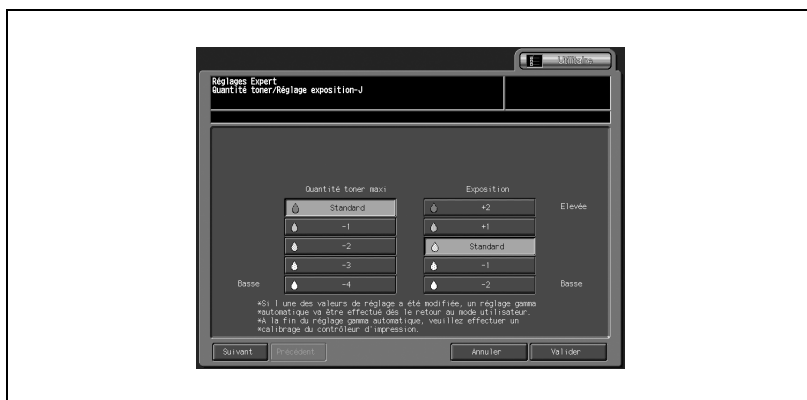 Utilitaire
Réglages Expert
Quantité toner/Réglage exposition-J
Quantité toner maxi
Exposition
Standard
+2
Elevée
-1
+1
-2
Standard
-3
-1
Basse
-4
-2
Basse
*Si l une des valeurs de réglage a été modifiée, un réglage gamma
*automatique va être effectué dès le retour au mode utilisateur.
*A la fin du réglage gamma automatique, veuillez effectuer un
*calibrage du contrôleur d'impression.
Suivant
Précédent
Annuler
Valider